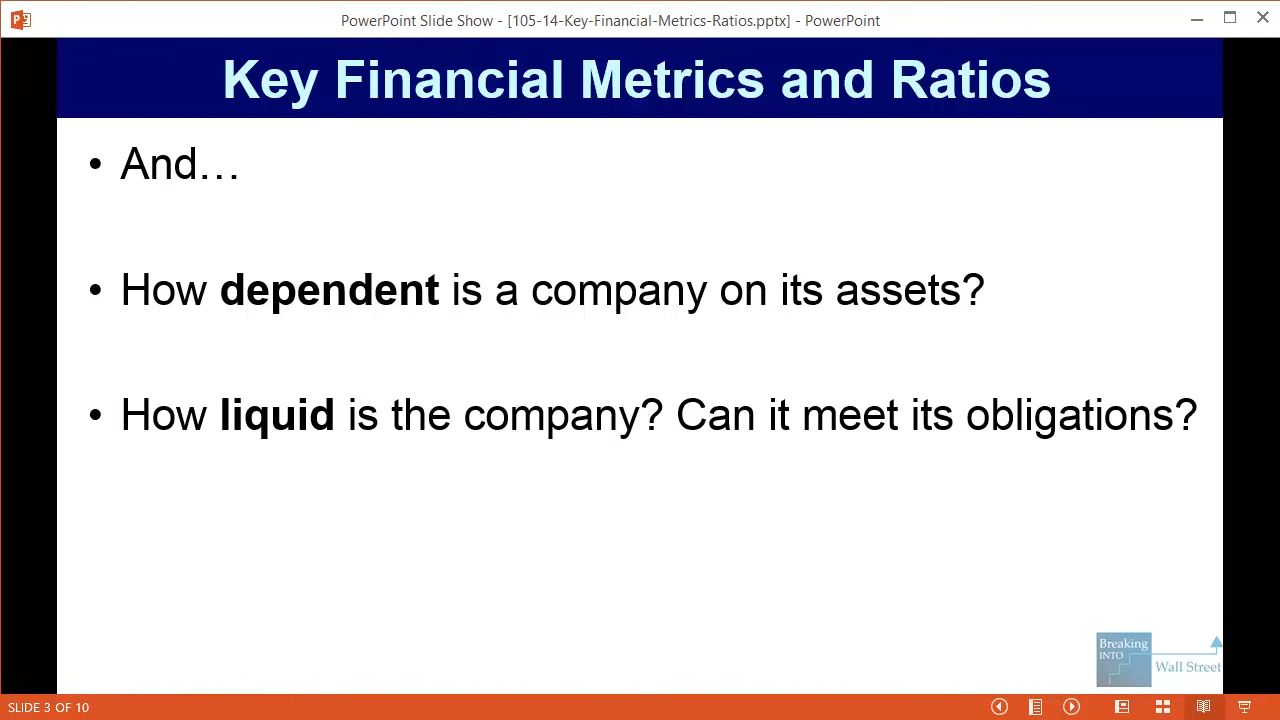 PowerPoint Slide Show - [105-14-Key-Financial-Metrics-Ratios.pptx] - PowerPoint
Key Financial Metrics and Ratios
• And…
• How dependent is a company on its assets?
• How liquid is the company? Can it meet its obligations?
Breaking
INTO
Wall Street
SLIDE 3 OF 10